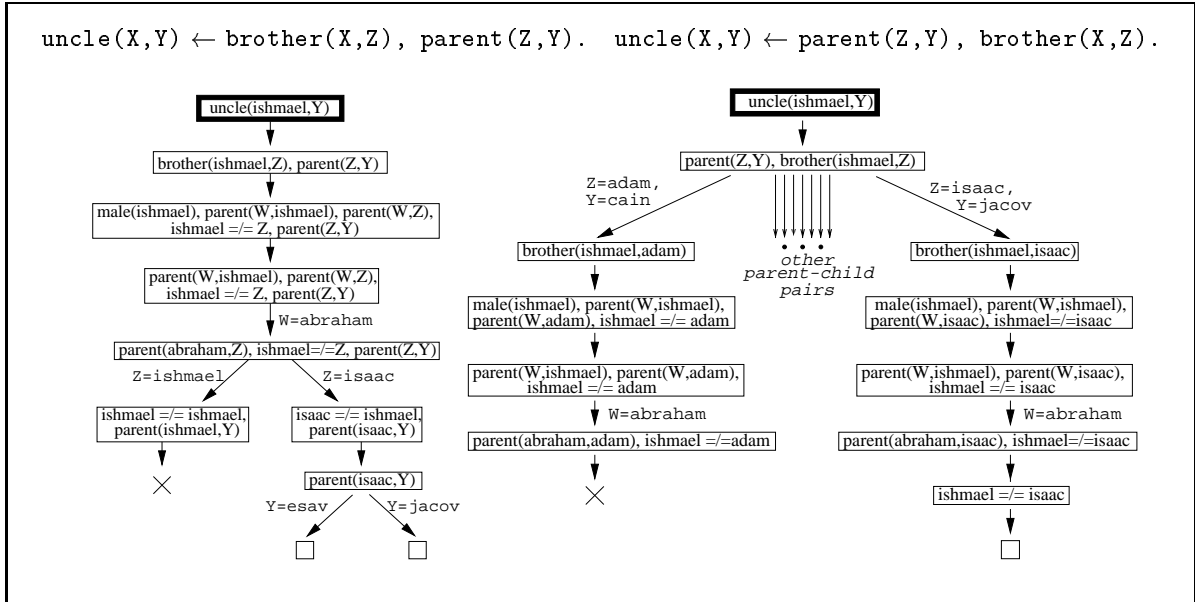 uncle(X,Y) ← brother(X,Z), parent(Z,Y).
uncle(X,Y) ← parent(Z,Y), brother(X,Z).
uncle(ishmael,Y)
brother(ishmael,Z), parent(Z,Y)
male(ishmael), parent(W,ishmael), parent(W,Z),
ishmael =/= Z, parent(Z,Y)
parent(W,ishmael), parent(W,Z),
ishmael =/= Z, parent(Z,Y)
W=abraham
parent(abraham,Z), ishmael=/=Z, parent(Z,Y)
Z=ishmael
Z=isaac
ishmael =/= ishmael,
parent(ishmael,Y)
isaac =/= ishmael,
parent(isaac,Y)
parent(isaac,Y)
Y=esav
Y=jacov
uncle(ishmael,Y)
parent(Z,Y), brother(ishmael,Z)
Z=adam,
Y=cain
Z=isaac,
Y=jacov
other
parent-child
pairs
brother(ishmael,adam)
male(ishmael), parent(W,ishmael),
parent(W,adam), ishmael =/= adam
parent(W,ishmael), parent(W,adam),
ishmael =/= adam
W=abraham
parent(abraham,adam), ishmael =/=adam
brother(ishmael,isaac)
male(ishmael), parent(W,ishmael),
parent(W,isaac), ishmael=/=isaac
parent(W,ishmael), parent(W,isaac),
ishmael =/= isaac
W=abraham
parent(abraham,isaac), ishmael=/=isaac
ishmael =/= isaac